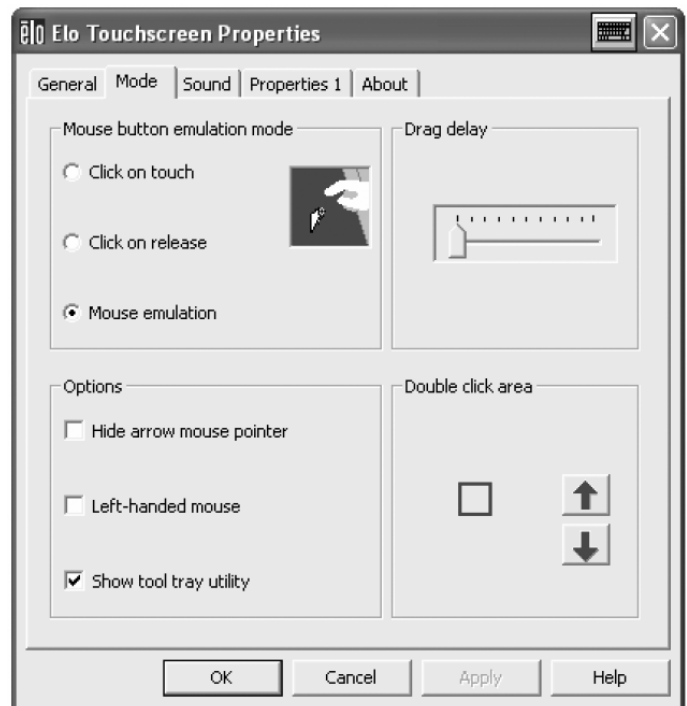 ēlo Elo Touchscreen Properties
General Mode Sound Properties 1 About
Mouse button emulation mode
Click on touch
Click on release
Mouse emulation
Drag delay
Options
Hide arrow mouse pointer
Left-handed mouse
Show tool tray utility
Double click area
OK Cancel Apply Help